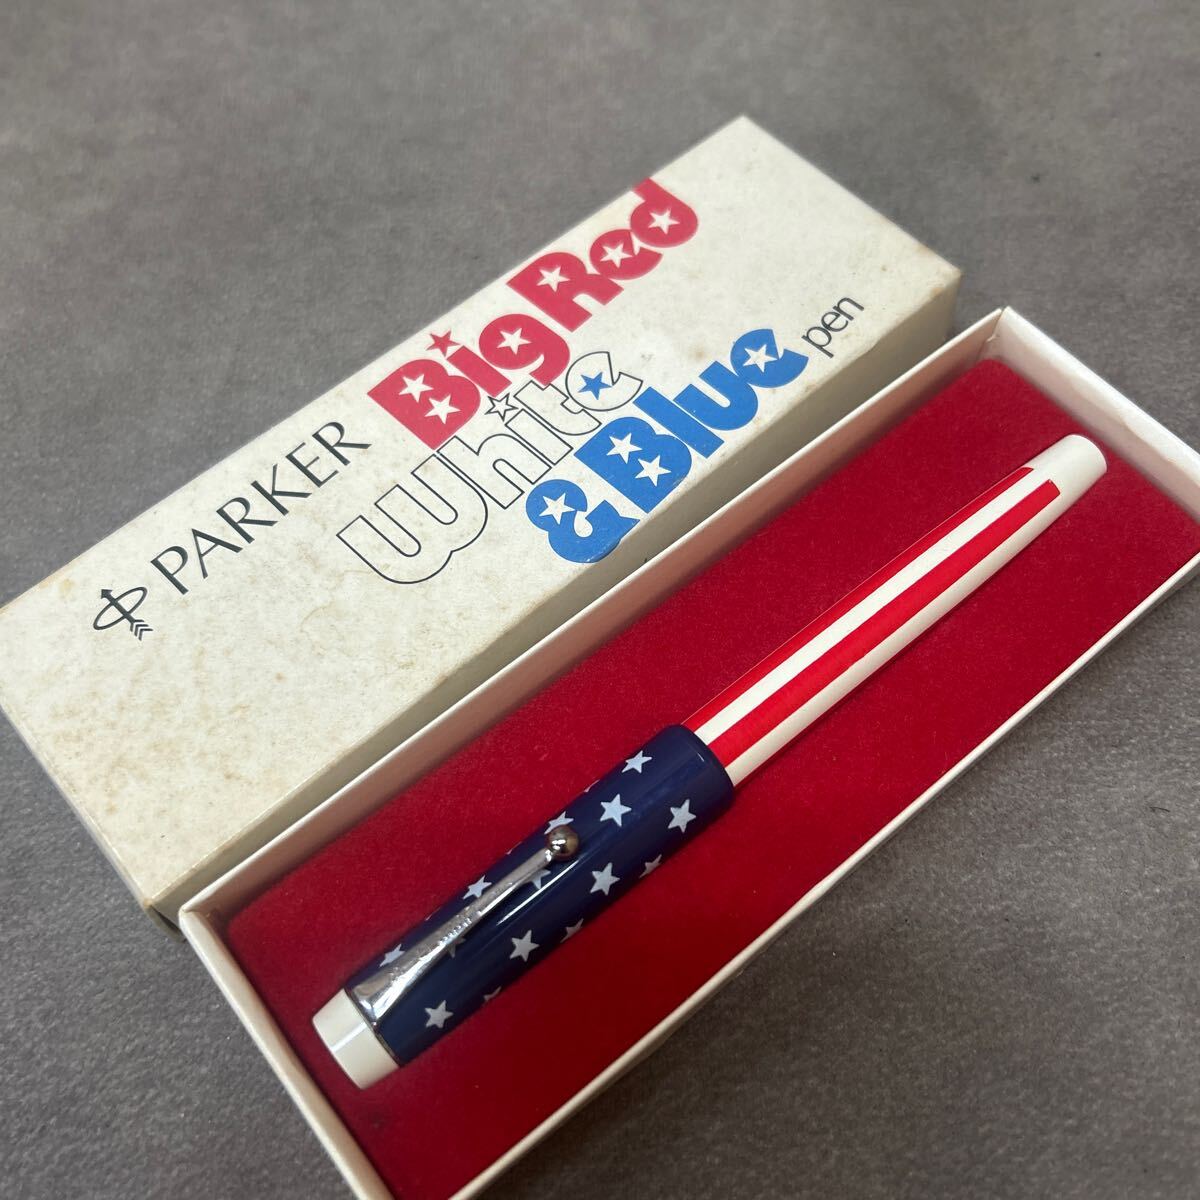 PARKER
Big Red
White
& Blue pen